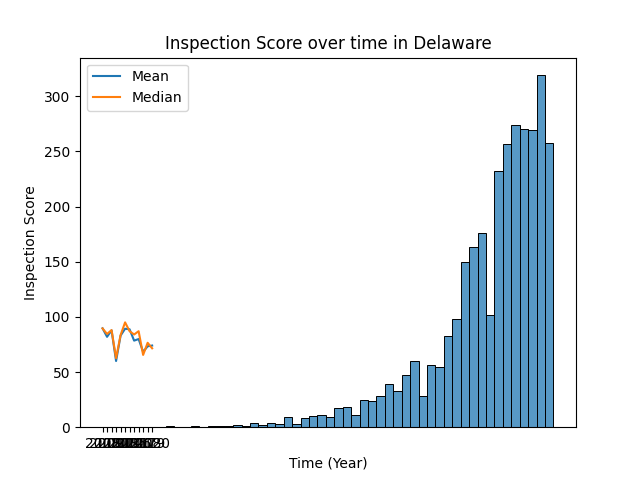 Inspection Score over time in Delaware
Mean
Median
300
250
200
150
100
50
0
Inspection Score
Time (Year)